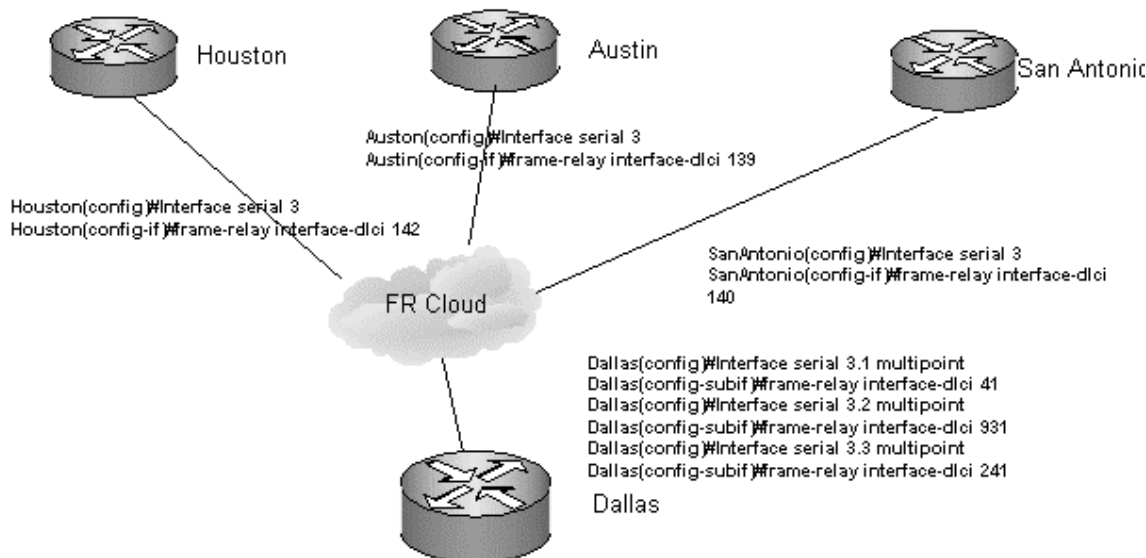 Houston
Austin
San Antonio
Auston(config)#Interface serial 3
Austin(config-if)#frame-relay interface-dlci 139
Houston(config)#Interface serial 3
Houston(config-if)#frame-relay interface-dlci 142
SanAntonio(config)#Interface serial 3
SanAntonio(config-if)#frame-relay interface-dlci
140
FR Cloud
Dallas(config)#Interface serial 3.1 multipoint
Dallas(config-subif)#frame-relay interface-dlci 41
Dallas(config)#Interface serial 3.2 multipoint
Dallas(config-subif)#frame-relay interface-dlci 931
Dallas(config)#Interface serial 3.3 multipoint
Dallas(config-subif)#frame-relay interface-dlci 241
Dallas